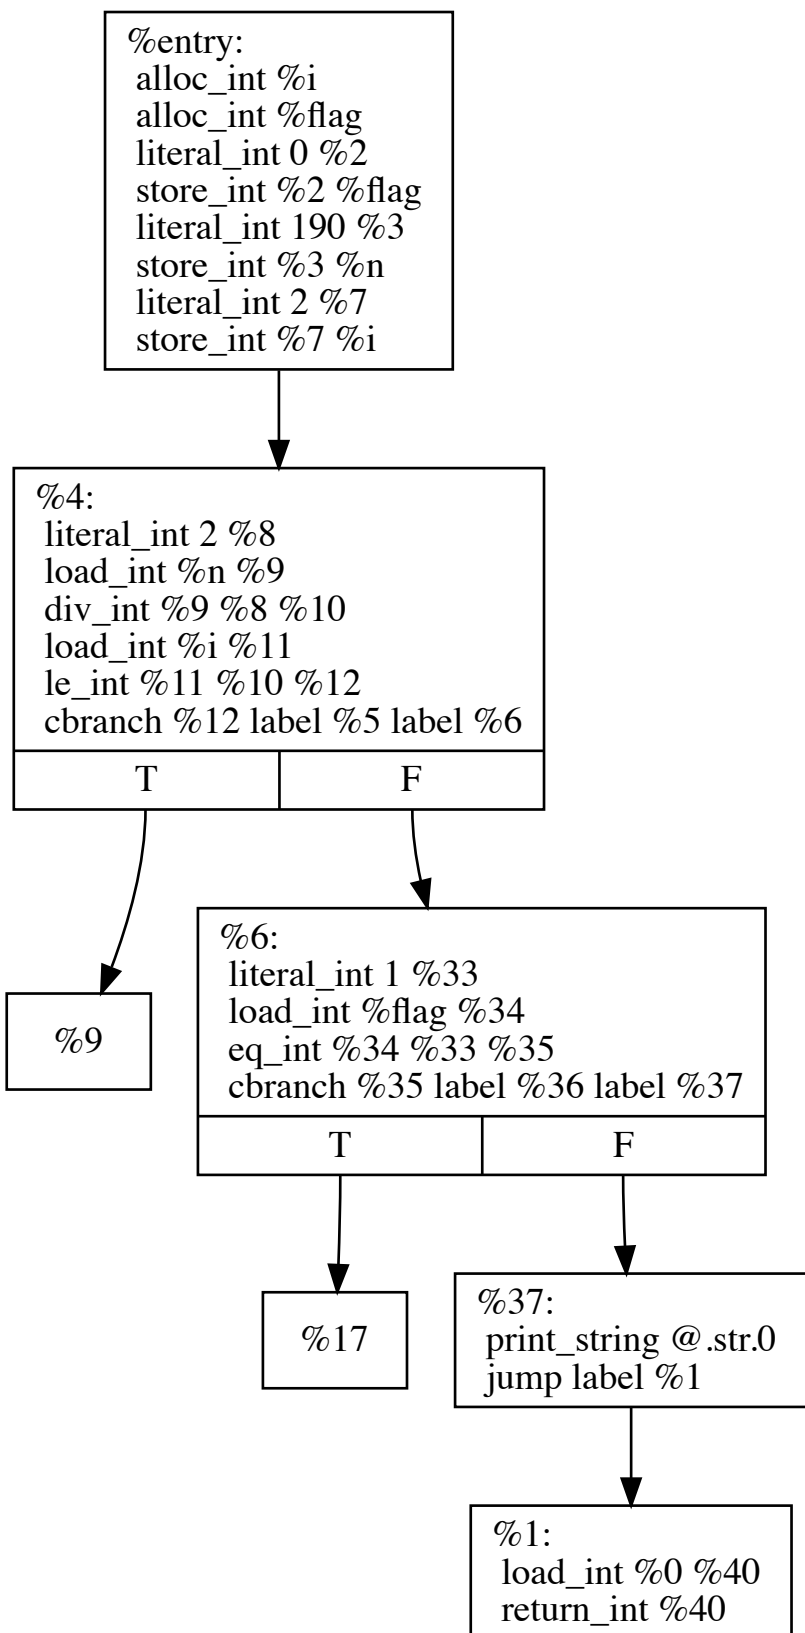 %entry:
alloc_int %i
alloc_int %flag
literal_int 0 %2
store_int %2 %flag
literal_int 190 %3
store_int %3 %n
literal_int 2 %7
store_int %7 %i
%4:
literal_int 2 %8
load_int %n %9
div_int %9 %8 %10
load_int %i %11
le_int %11 %10 %12
cbranch %12 label %5 label %6
T F
%9
%6:
literal_int 1 %33
load_int %flag %34
eq_int %34 %33 %35
cbranch %35 label %36 label %37
T F
%17
%37:
print_string @.str.0
jump label %1
%1:
load_int %0 %40
return_int %40